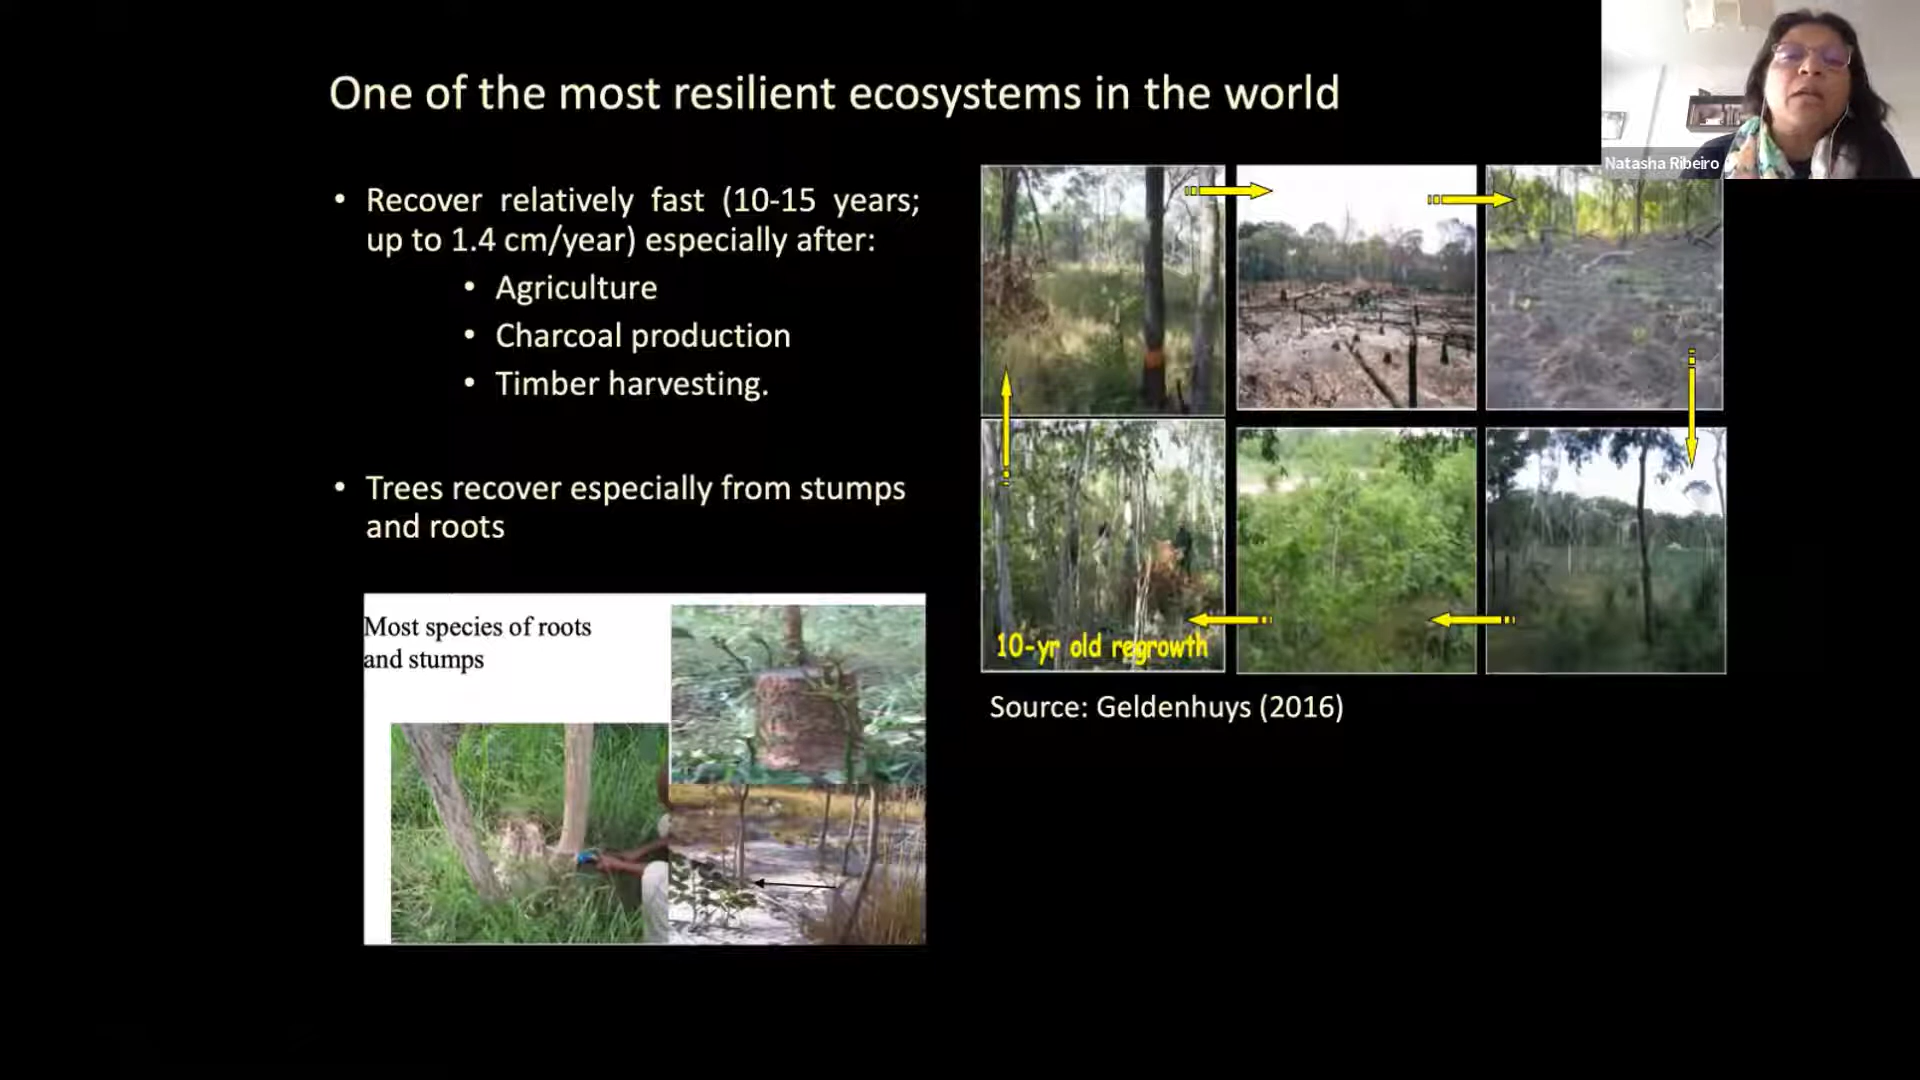 One of the most resilient ecosystems in the world
Natasha Ribeiro
• Recover relatively fast (10-15 years;
up to 1.4 cm/year) especially after:
• Agriculture
• Charcoal production
• Timber harvesting.
• Trees recover especially from stumps
and roots
Most species of roots
and stumps
10-yr old regrowth
Source: Geldenhuys (2016)